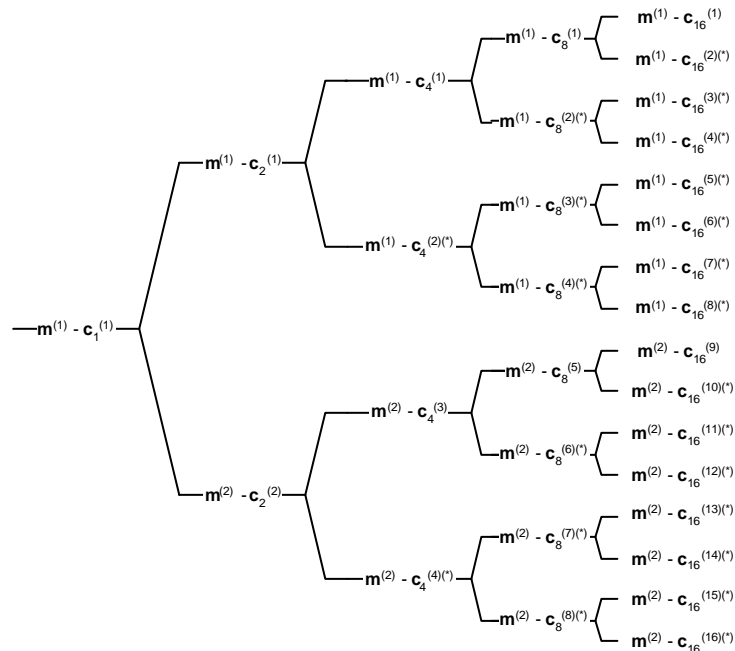 m⁽¹⁾ - c₁₆⁽¹⁾
m⁽¹⁾ - c₈⁽¹⁾
m⁽¹⁾ - c₁₆⁽²⁾⁽*⁾
m⁽¹⁾ - c₄⁽¹⁾
m⁽¹⁾ - c₁₆⁽³⁾⁽*⁾
m⁽¹⁾ - c₈⁽²⁾⁽*⁾
m⁽¹⁾ - c₁₆⁽⁴⁾⁽*⁾
m⁽¹⁾ - c₂⁽¹⁾
m⁽¹⁾ - c₁₆⁽⁵⁾⁽*⁾
m⁽¹⁾ - c₈⁽³⁾⁽*⁾
m⁽¹⁾ - c₁₆⁽⁶⁾⁽*⁾
m⁽¹⁾ - c₄⁽²⁾⁽*⁾
m⁽¹⁾ - c₁₆⁽⁷⁾⁽*⁾
m⁽¹⁾ - c₈⁽⁴⁾⁽*⁾
m⁽¹⁾ - c₁₆⁽⁸⁾⁽*⁾
m⁽¹⁾ - c₁⁽¹⁾
m⁽²⁾ - c₁₆⁽⁹⁾
m⁽²⁾ - c₈⁽⁵⁾
m⁽²⁾ - c₁₆⁽¹⁰⁾⁽*⁾
m⁽²⁾ - c₄⁽³⁾
m⁽²⁾ - c₁₆⁽¹¹⁾⁽*⁾
m⁽²⁾ - c₈⁽⁶⁾⁽*⁾
m⁽²⁾ - c₁₆⁽¹²⁾⁽*⁾
m⁽²⁾ - c₂⁽²⁾
m⁽²⁾ - c₁₆⁽¹³⁾⁽*⁾
m⁽²⁾ - c₈⁽⁷⁾⁽*⁾
m⁽²⁾ - c₁₆⁽¹⁴⁾⁽*⁾
m⁽²⁾ - c₄⁽⁴⁾⁽*⁾
m⁽²⁾ - c₁₆⁽¹⁵⁾⁽*⁾
m⁽²⁾ - c₈⁽⁸⁾⁽*⁾
m⁽²⁾ - c₁₆⁽¹⁶⁾⁽*⁾